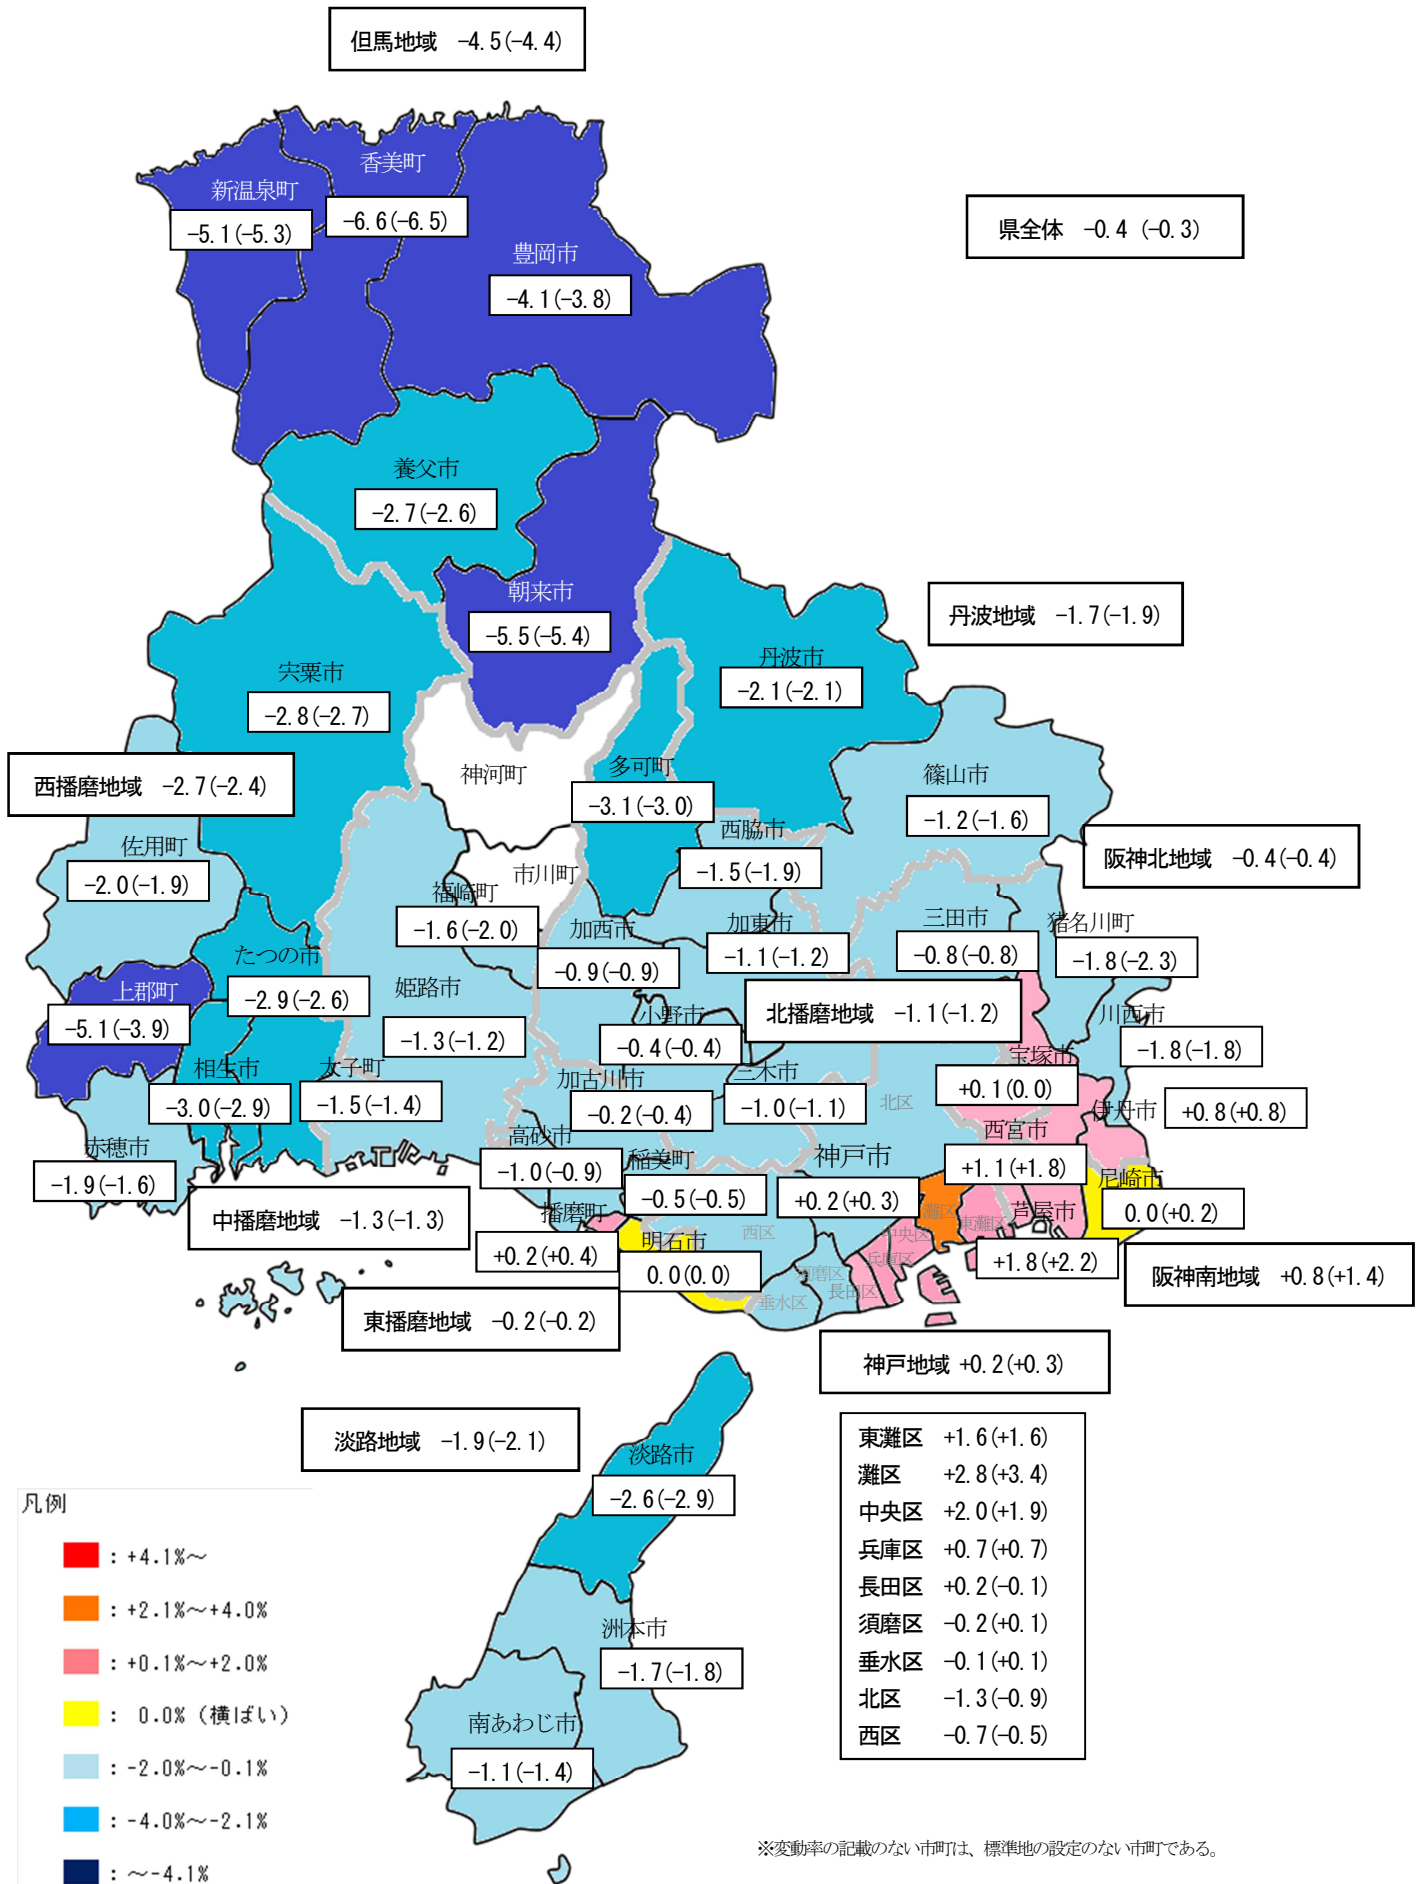 但馬地域 -4.5(-4.4)
香美町
新温泉町
-6.6(-6.5)
-5.1(-5.3)
県全体 -0.4 (-0.3)
豊岡市
-4.1(-3.8)
養父市
-2.7(-2.6)
朝来市
-5.5(-5.4)
丹波地域 -1.7(-1.9)
丹波市
-2.1(-2.1)
宍粟市
-2.8(-2.7)
西播磨地域 -2.7(-2.4)
神河町
多可町
-3.1(-3.0)
篠山市
-1.2(-1.6)
西脇市
-1.5(-1.9)
阪神北地域 -0.4(-0.4)
佐用町
-2.0(-1.9)
市川町
福崎町
-1.6(-2.0)
加西市
-0.9(-0.9)
加東市
-1.1(-1.2)
三田市
-0.8(-0.8)
猪名川町
-1.8(-2.3)
たつの市
-2.9(-2.6)
姫路市
-1.3(-1.2)
上郡町
-5.1(-3.9)
北播磨地域 -1.1(-1.2)
小野市
-0.4(-0.4)
川西市
-1.8(-1.8)
宝塚市
+0.1(0.0)
相生市
-3.0(-2.9)
太子町
-1.5(-1.4)
加古川市
-0.2(-0.4)
三木市
-1.0(-1.1)
北区
伊丹市 +0.8(+0.8)
西宮市
+1.1(+1.8)
赤穂市
-1.9(-1.6)
高砂市
-1.0(-0.9)
稲美町
-0.5(-0.5)
神戸市
+0.2(+0.3)
尼崎市
0.0(+0.2)
中播磨地域 -1.3(-1.3)
播磨町
+0.2(+0.4)
明石市
0.0(0.0)
西区
灘区
東灘区
芦屋市
+1.8(+2.2)
中央区
兵庫区
須磨区
長田区
垂水区
阪神南地域 +0.8(+1.4)
東播磨地域 -0.2(-0.2)
神戸地域 +0.2(+0.3)
東灘区 +1.6(+1.6)
灘区 +2.8(+3.4)
中央区 +2.0(+1.9)
兵庫区 +0.7(+0.7)
長田区 +0.2(-0.1)
須磨区 -0.2(+0.1)
垂水区 -0.1(+0.1)
北区 -1.3(-0.9)
西区 -0.7(-0.5)
淡路地域 -1.9(-2.1)
淡路市
-2.6(-2.9)
洲本市
-1.7(-1.8)
南あわじ市
-1.1(-1.4)
凡例
：+4.1%～
：+2.1%～+4.0%
：+0.1%～+2.0%
： 0.0%（横ばい）
：-2.0%～-0.1%
：-4.0%～-2.1%
：～-4.1%
※変動率の記載のない市町は、標準地の設定のない市町である。